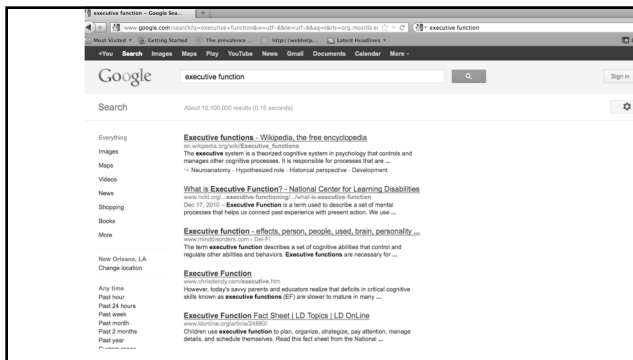 executive function – Google Sea...
www.google.com/search?q=executive+function&ie=utf-8&oe=utf-8&aq=t&rls=org.mozilla:e
executive function
Most Visited
Getting Started
The prevalence ...
http://webhelp...
Latest Headlines
+You Search Images Maps Play YouTube News Gmail Documents Calendar More
Google
executive function
Sign in
Search
About 10,100,000 results (0.15 seconds)
Everything
Images
Maps
Videos
News
Shopping
Books
More
New Orleans, LA
Change location
Any time
Past hour
Past 24 hours
Past week
Past month
Past 2 months
Past year
Executive functions - Wikipedia, the free encyclopedia
en.wikipedia.org/wiki/Executive_functions
The executive system is a theorized cognitive system in psychology that controls and
manages other cognitive processes. It is responsible for processes that are ...
Neuroanatomy - Hypothesized role - Historical perspective - Development
What is Executive Function? - National Center for Learning Disabilities
www.ncld.org/...executive-functioning/.../what-is-executive-function
Dec 17, 2010 – Executive Function is a term used to describe a set of mental
processes that helps us connect past experience with present action. We use ...
Executive function - effects, person, people, used, brain, personality ...
www.minddisorders.com › Del-Fi
The term executive function describes a set of cognitive abilities that control and
regulate other abilities and behaviors. Executive functions are necessary for ...
Executive Function
www.chrisdendy.com/executive.htm
However, today's savvy parents and educators realize that deficits in critical cognitive
skills known as executive functions (EF) are slower to mature in many ...
Executive Function Fact Sheet | LD Topics | LD OnLine
www.ldonline.org/article/24880/
Children use executive function to plan, organize, strategize, pay attention, manage
details, and schedule themselves. Read this fact sheet from the National ...